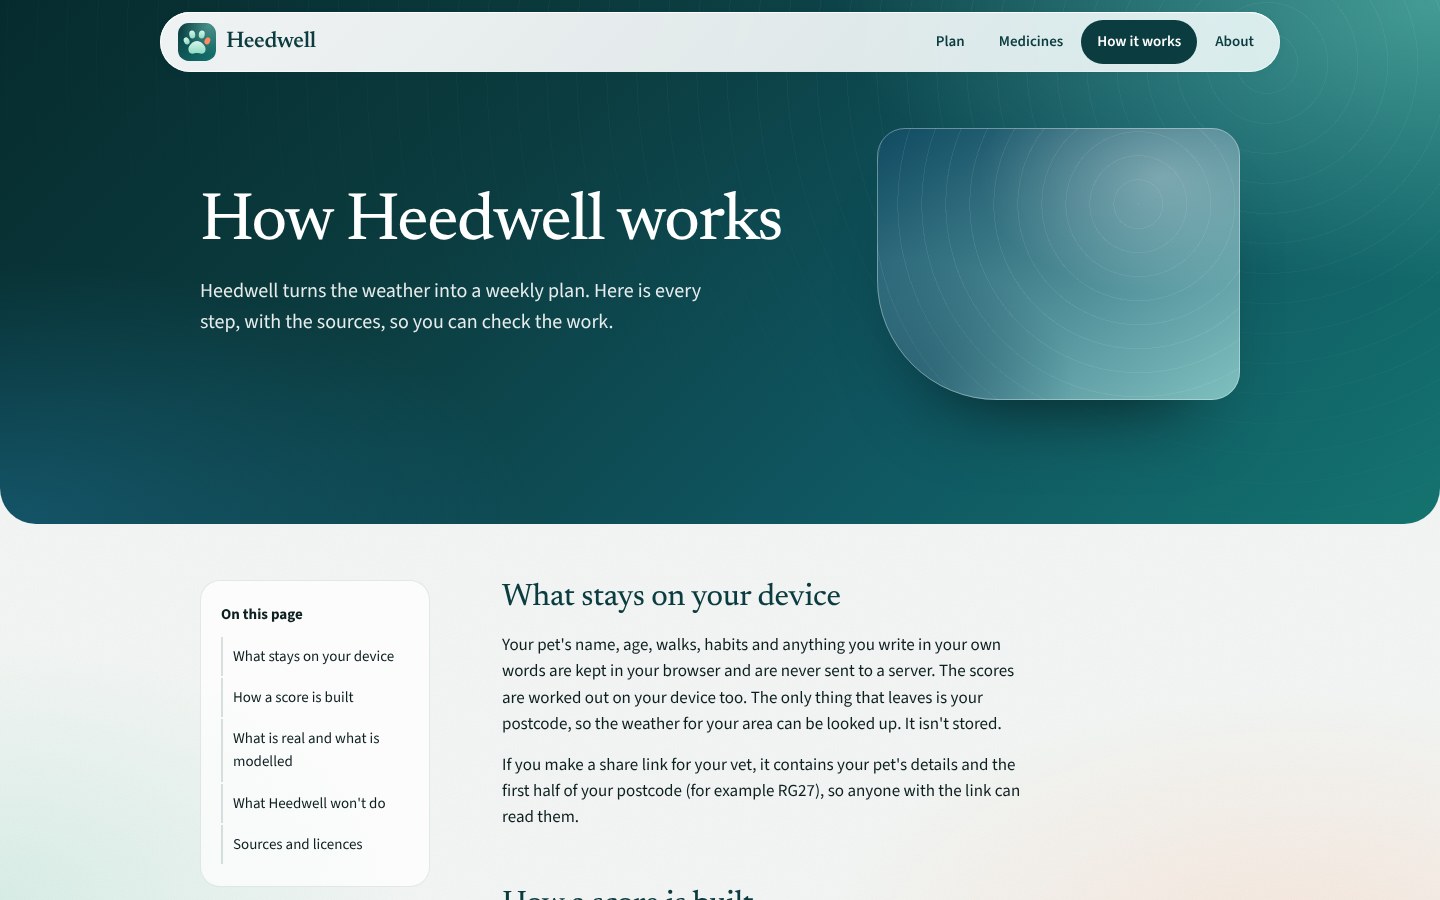 Heedwell
Plan
Medicines
How it works
About
How Heedwell works
Heedwell turns the weather into a weekly plan. Here is every
step, with the sources, so you can check the work.
On this page
What stays on your device
How a score is built
What is real and what is
modelled
What Heedwell won't do
Sources and licences
What stays on your device
Your pet's name, age, walks, habits and anything you write in your own
words are kept in your browser and are never sent to a server. The scores
are worked out on your device too. The only thing that leaves is your
postcode, so the weather for your area can be looked up. It isn't stored.
If you make a share link for your vet, it contains your pet's details and the
first half of your postcode (for example RG27), so anyone with the link can
read them.
How a score is built